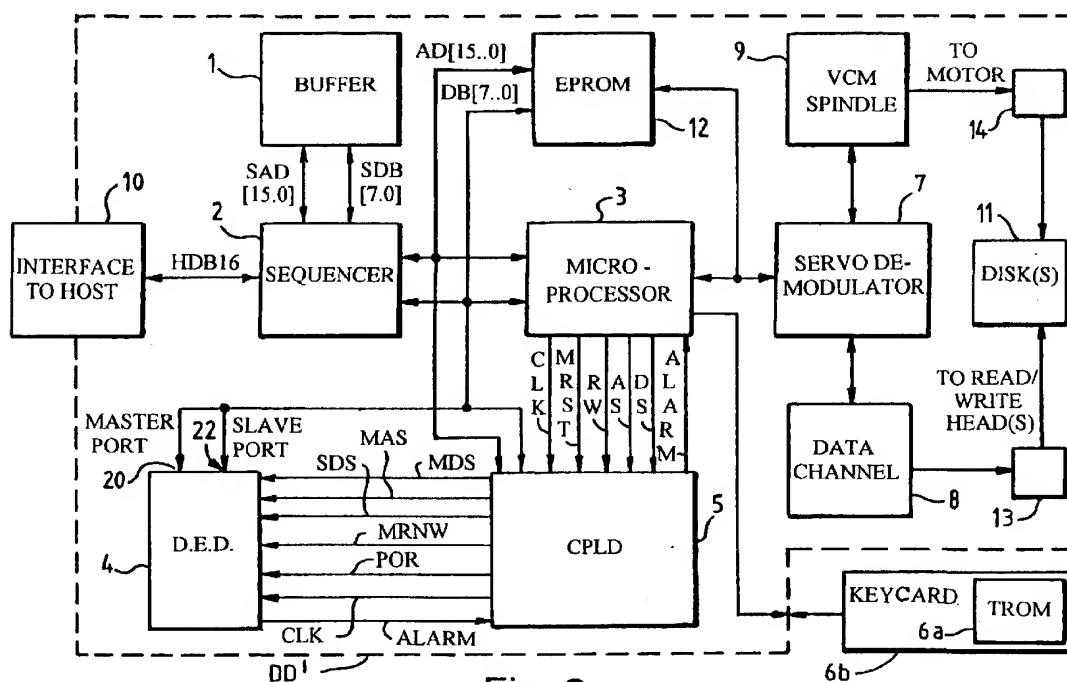 1
BUFFER
AD[15..0]
DB[7..0]
EPROM
12
9
VCM
SPINDLE
TO
MOTOR
14
SAD
[15.0]
SDB
[7.0]
10
INTERFACE
TO HOST
HDB16
2
SEQUENCER
3
MICRO -
PROCESSOR
7
SERVO DE-
MODULATOR
11
DISK(S)
CLK
MRST
RW
AS
DS
ALARM
MASTER
PORT
20
22
SLAVE
PORT
MAS
SDS
MDS
D.E.D.
4
MRNW
POR
CLK
ALARM
CPLD
5
DATA
CHANNEL
8
TO READ/
WRITE
HEAD(S)
13
KEYCARD
TROM
6a
6b
DD'